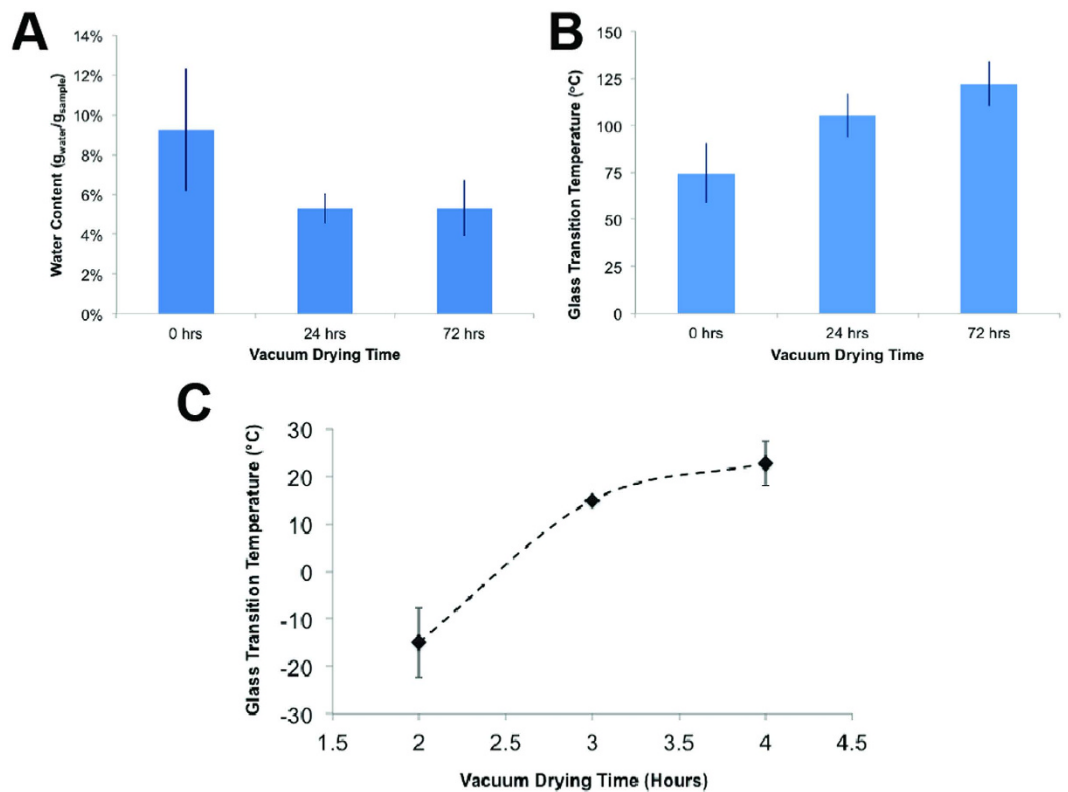 A
14%
12%
10%
8%
6%
4%
2%
0%
Water Content (gwater/gsample)
0 hrs
24 hrs
72 hrs
Vacuum Drying Time
B
150
125
100
75
50
25
0
Glass Transition Temperature (°C)
0 hrs
24 hrs
72 hrs
Vacuum Drying Time
C
30
20
10
0
-10
-20
-30
Glass Transition Temperature (°C)
1.5
2
2.5
3
3.5
4
4.5
Vacuum Drying Time (Hours)